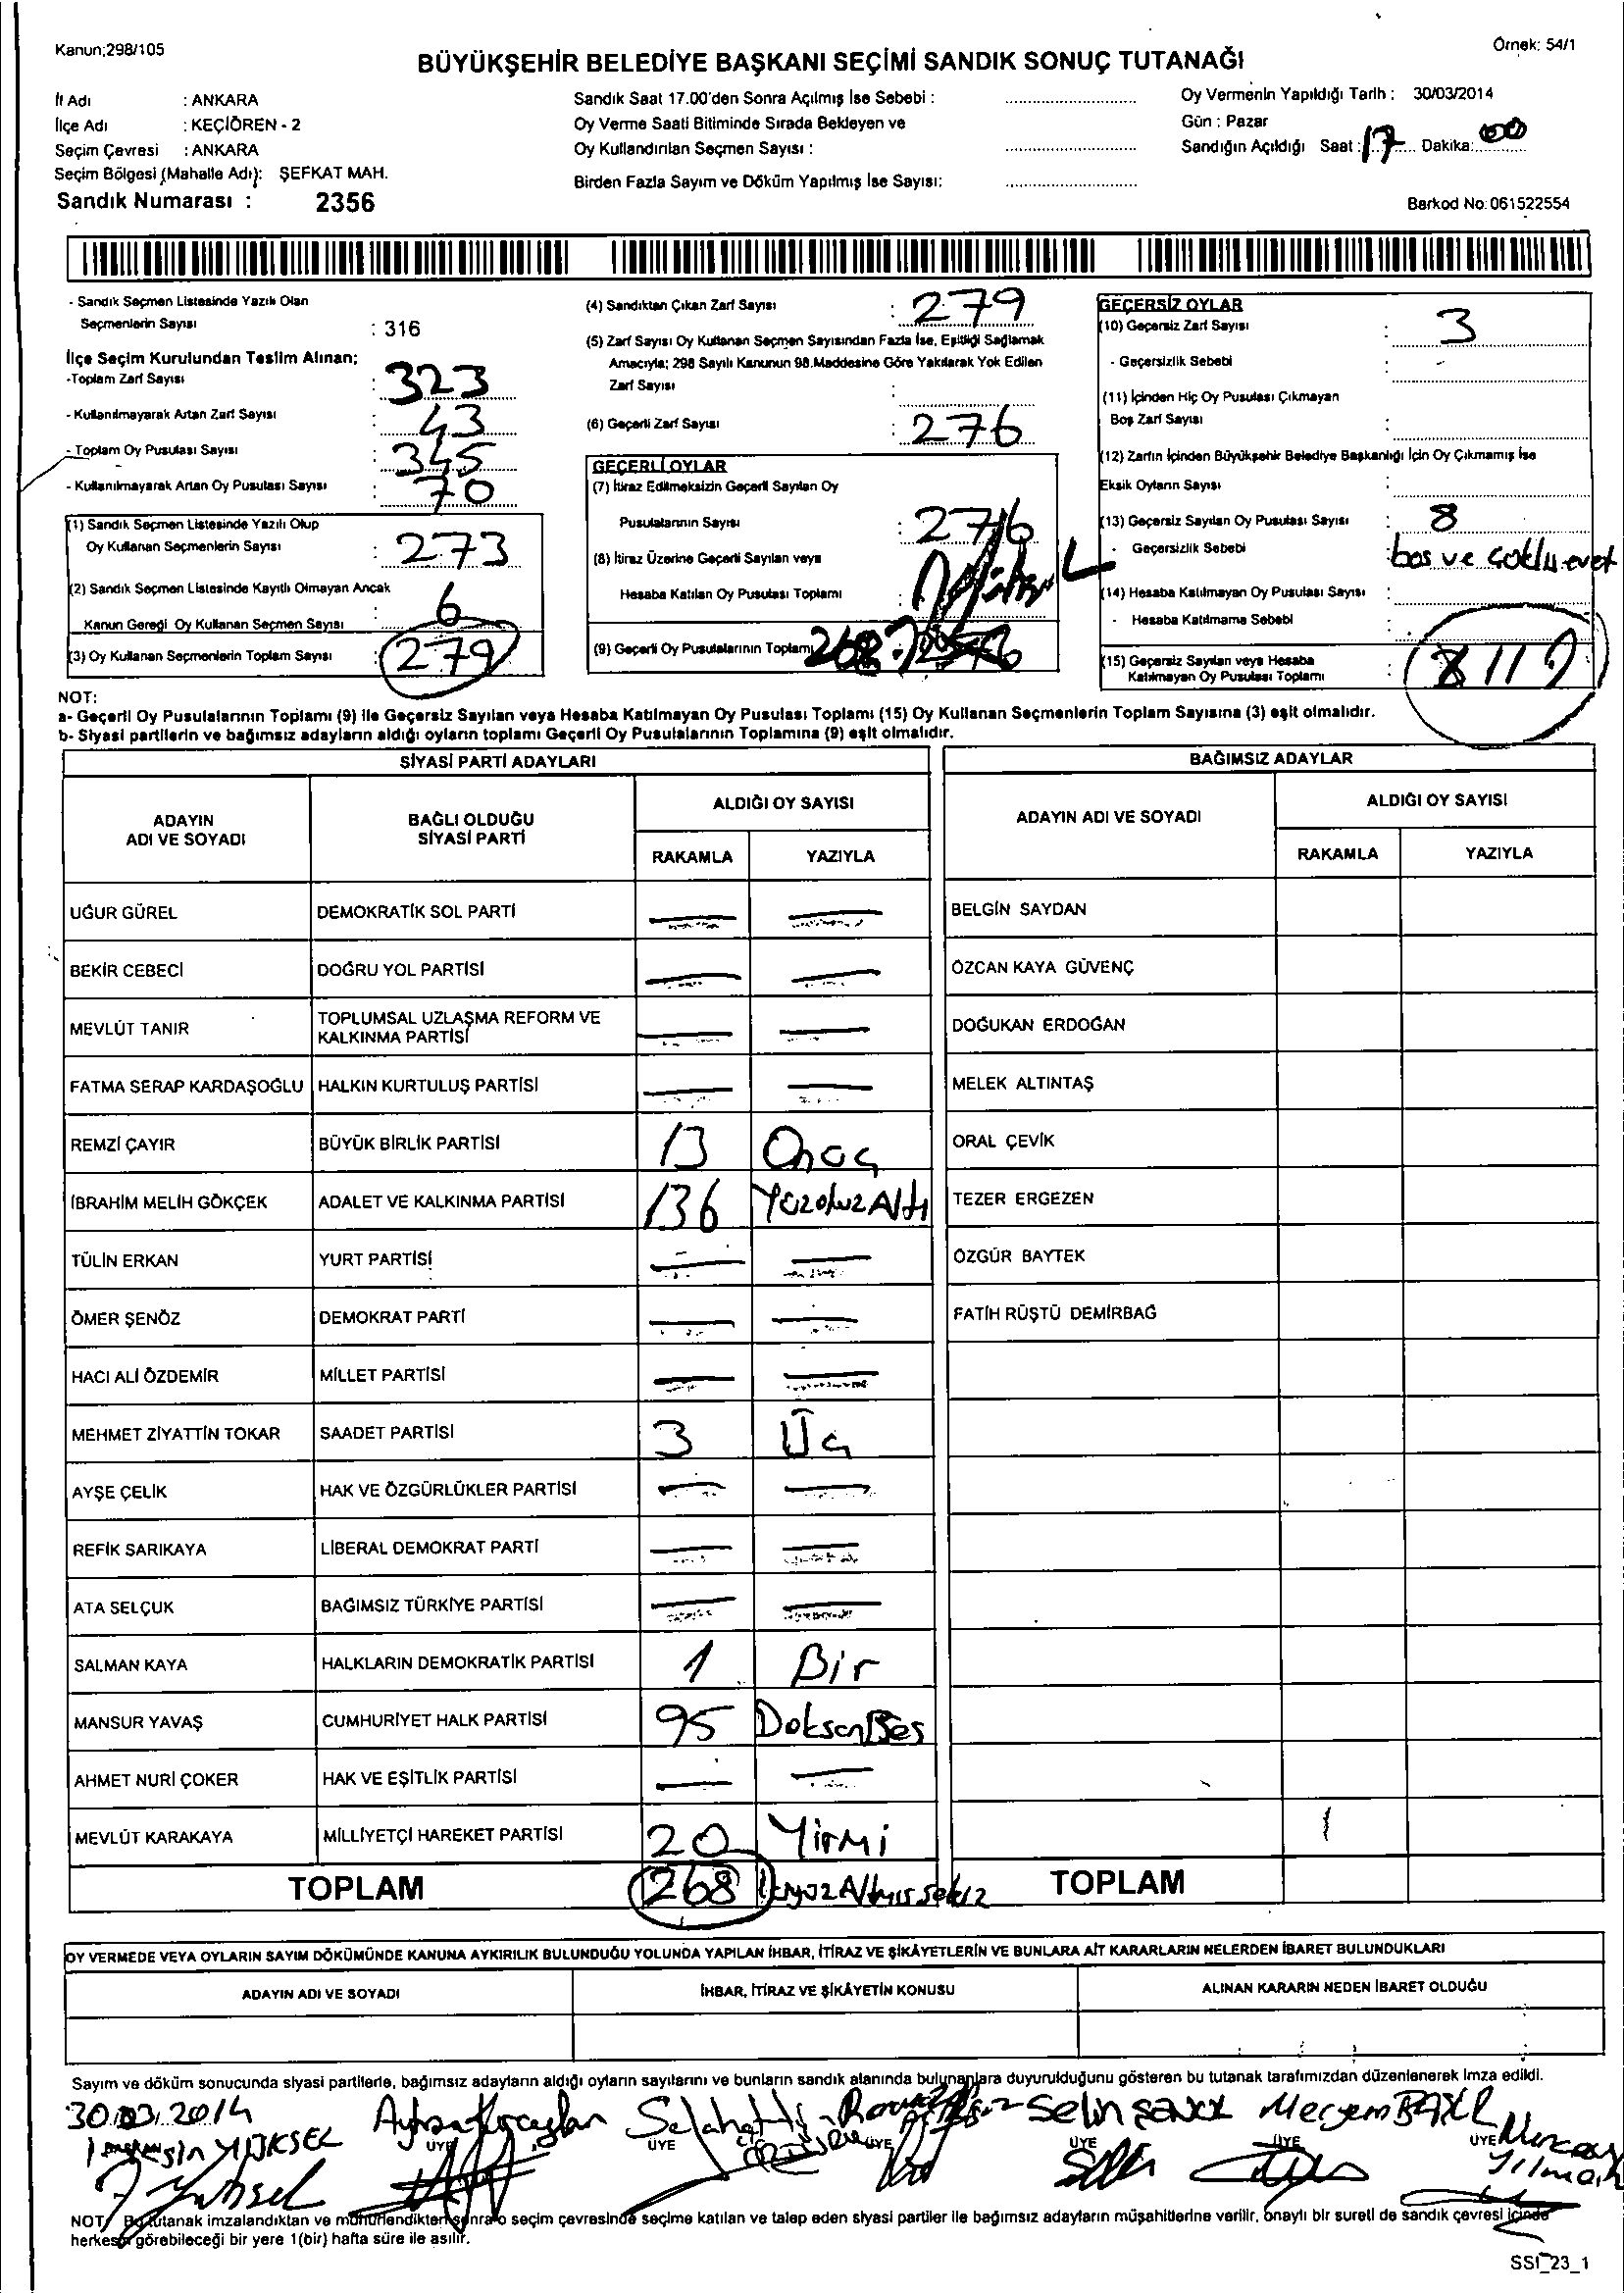 Kanun;298/105
Örnek: 54/1
BÜYÜKŞEHİR BELEDİYE BAŞKANI SEÇİMİ SANDIK SONUÇ TUTANAĞI
İl Adı : ANKARA
İlçe Adı : KEÇİÖREN - 2
Seçim Çevresi : ANKARA
Seçim Bölgesi (Mahalle Adı): ŞEFKAT MAH.
Sandık Numarası : 2356
Sandık Saat 17.00'den Sonra Açılmış İse Sebebi :
Oy Verme Saati Bitiminde Sırada Bekleyen ve
Oy Kullandırılan Seçmen Sayısı :
Birden Fazla Sayım ve Döküm Yapılmış İse Sayısı:
Oy Vermenin Yapıldığı Tarih : 30/03/2014
Gün : Pazar
Sandığın Açıldığı Saat : 17 Dakika: 00
Barkod No: 061522554
- Sandık Seçmen Listesinde Yazılı Olan
Seçmenlerin Sayısı : 316
İlçe Seçim Kurulundan Teslim Alınan;
-Toplam Zarf Sayısı : 323
- Kullanılmayarak Artan Zarf Sayısı : 43
- Toplam Oy Pusulası Sayısı : 345
- Kullanılmayarak Artan Oy Pusulası Sayısı : 70
(1) Sandık Seçmen Listesinde Yazılı Olup
Oy Kullanan Seçmenlerin Sayısı : 273
(2) Sandık Seçmen Listesinde Kayıtlı Olmayan Ancak
Kanun Gereği Oy Kullanan Seçmen Sayısı : 6
(3) Oy Kullanan Seçmenlerin Toplam Sayısı : 279
(4) Sandıktan Çıkan Zarf Sayısı : 279
(5) Zarf Sayısı Oy Kullanan Seçmen Sayısından Fazla İse, Eşitliği Sağlamak
Amacıyla; 298 Sayılı Kanunun 98.Maddesine Göre Yakılarak Yok Edilen
Zarf Sayısı :
(6) Geçerli Zarf Sayısı : 276
GEÇERLİ OYLAR
(7) İtiraz Edilmeksizin Geçerli Sayılan Oy
Pusulalarının Sayısı : 276
(8) İtiraz Üzerine Geçerli Sayılan veya
Hesaba Katılan Oy Pusulası Toplamı :
(9) Geçerli Oy Pusulalarının Toplamı 268
GEÇERSİZ OYLAR
(10) Geçersiz Zarf Sayısı : 3
- Geçersizlik Sebebi : -
(11) İçinden Hiç Oy Pusulası Çıkmayan
Boş Zarf Sayısı :
(12) Zarfın İçinden Büyükşehir Belediye Başkanlığı İçin Oy Çıkmamış İse
Eksik Oyların Sayısı :
(13) Geçersiz Sayılan Oy Pusulası Sayısı : 8
- Geçersizlik Sebebi : boş ve çoklu evet
(14) Hesaba Katılmayan Oy Pusulası Sayısı :
- Hesaba Katılmama Sebebi :
(15) Geçersiz Sayılan veya Hesaba
Katılmayan Oy Pusulası Toplamı : 8 11
NOT:
a- Geçerli Oy Pusulalarının Toplamı (9) ile Geçersiz Sayılan veya Hesaba Katılmayan Oy Pusulası Toplamı (15) Oy Kullanan Seçmenlerin Toplam Sayısına (3) eşit olmalıdır.
b- Siyasi partilerin ve bağımsız adayların aldığı oyların toplamı Geçerli Oy Pusulalarının Toplamına (9) eşit olmalıdır.
SİYASİ PARTİ ADAYLARI
ADAYIN ADI VE SOYADI BAĞLI OLDUĞU SİYASİ PARTİ ALDIĞI OY SAYISI
RAKAMLA YAZIYLA
UĞUR GÜREL DEMOKRATİK SOL PARTİ — —
BEKİR CEBECİ DOĞRU YOL PARTİSİ — —
MEVLÜT TANIR TOPLUMSAL UZLAŞMA REFORM VE KALKINMA PARTİSİ — —
FATMA SERAP KARDAŞOĞLU HALKIN KURTULUŞ PARTİSİ — —
REMZİ ÇAYIR BÜYÜK BİRLİK PARTİSİ 13 Onüç
İBRAHİM MELİH GÖKÇEK ADALET VE KALKINMA PARTİSİ 136 YüzotuzAltı
TÜLİN ERKAN YURT PARTİSİ — —
ÖMER ŞENÖZ DEMOKRAT PARTİ — —
HACI ALİ ÖZDEMİR MİLLET PARTİSİ — —
MEHMET ZİYATTİN TOKAR SAADET PARTİSİ 3 Üç
AYŞE ÇELİK HAK VE ÖZGÜRLÜKLER PARTİSİ — —
REFİK SARIKAYA LİBERAL DEMOKRAT PARTİ — —
ATA SELÇUK BAĞIMSIZ TÜRKİYE PARTİSİ — —
SALMAN KAYA HALKLARIN DEMOKRATİK PARTİSİ 1 Bir
MANSUR YAVAŞ CUMHURİYET HALK PARTİSİ 95 DoksanBeş
AHMET NURİ ÇOKER HAK VE EŞİTLİK PARTİSİ — —
MEVLÜT KARAKAYA MİLLİYETÇİ HAREKET PARTİSİ 20 Yirmi
TOPLAM 268 İkiyüzAltmışsekiz
BAĞIMSIZ ADAYLAR
ADAYIN ADI VE SOYADI ALDIĞI OY SAYISI
RAKAMLA YAZIYLA
BELGİN SAYDAN
ÖZCAN KAYA GÜVENÇ
DOĞUKAN ERDOĞAN
MELEK ALTINTAŞ
ORAL ÇEVİK
TEZER ERGEZEN
ÖZGÜR BAYTEK
FATİH RÜŞTÜ DEMİRBAĞ
TOPLAM
OY VERMEDE VEYA OYLARIN SAYIM DÖKÜMÜNDE KANUNA AYKIRILIK BULUNDUĞU YOLUNDA YAPILAN İHBAR, İTİRAZ VE ŞİKÂYETLERİN VE BUNLARA AİT KARARLARIN NELERDEN İBARET BULUNDUKLARI
ADAYIN ADI VE SOYADI İHBAR, İTİRAZ VE ŞİKÂYETİN KONUSU ALINAN KARARIN NEDEN İBARET OLDUĞU
Sayım ve döküm sonucunda siyasi partilerle, bağımsız adayların aldığı oyların sayılarını ve bunların sandık alanında bulunanlara duyurulduğunu gösteren bu tutanak tarafımızdan düzenlenerek imza edildi.
30.03.2014
BAŞKAN ÜYE ÜYE ÜYE ÜYE ÜYE ÜYE
YÜKSEL Selahattin Selin Meryem Yılmaz
NOT: Bu tutanak imzalandıktan ve mühürlendikten sonra o seçim çevresinde seçime katılan ve talep eden siyasi partiler ile bağımsız adayların müşahitlerine verilir, onaylı bir sureti de sandık çevresi içinde
herkesin görebileceği bir yere 1(bir) hafta süre ile asılır.
SSI_23_1